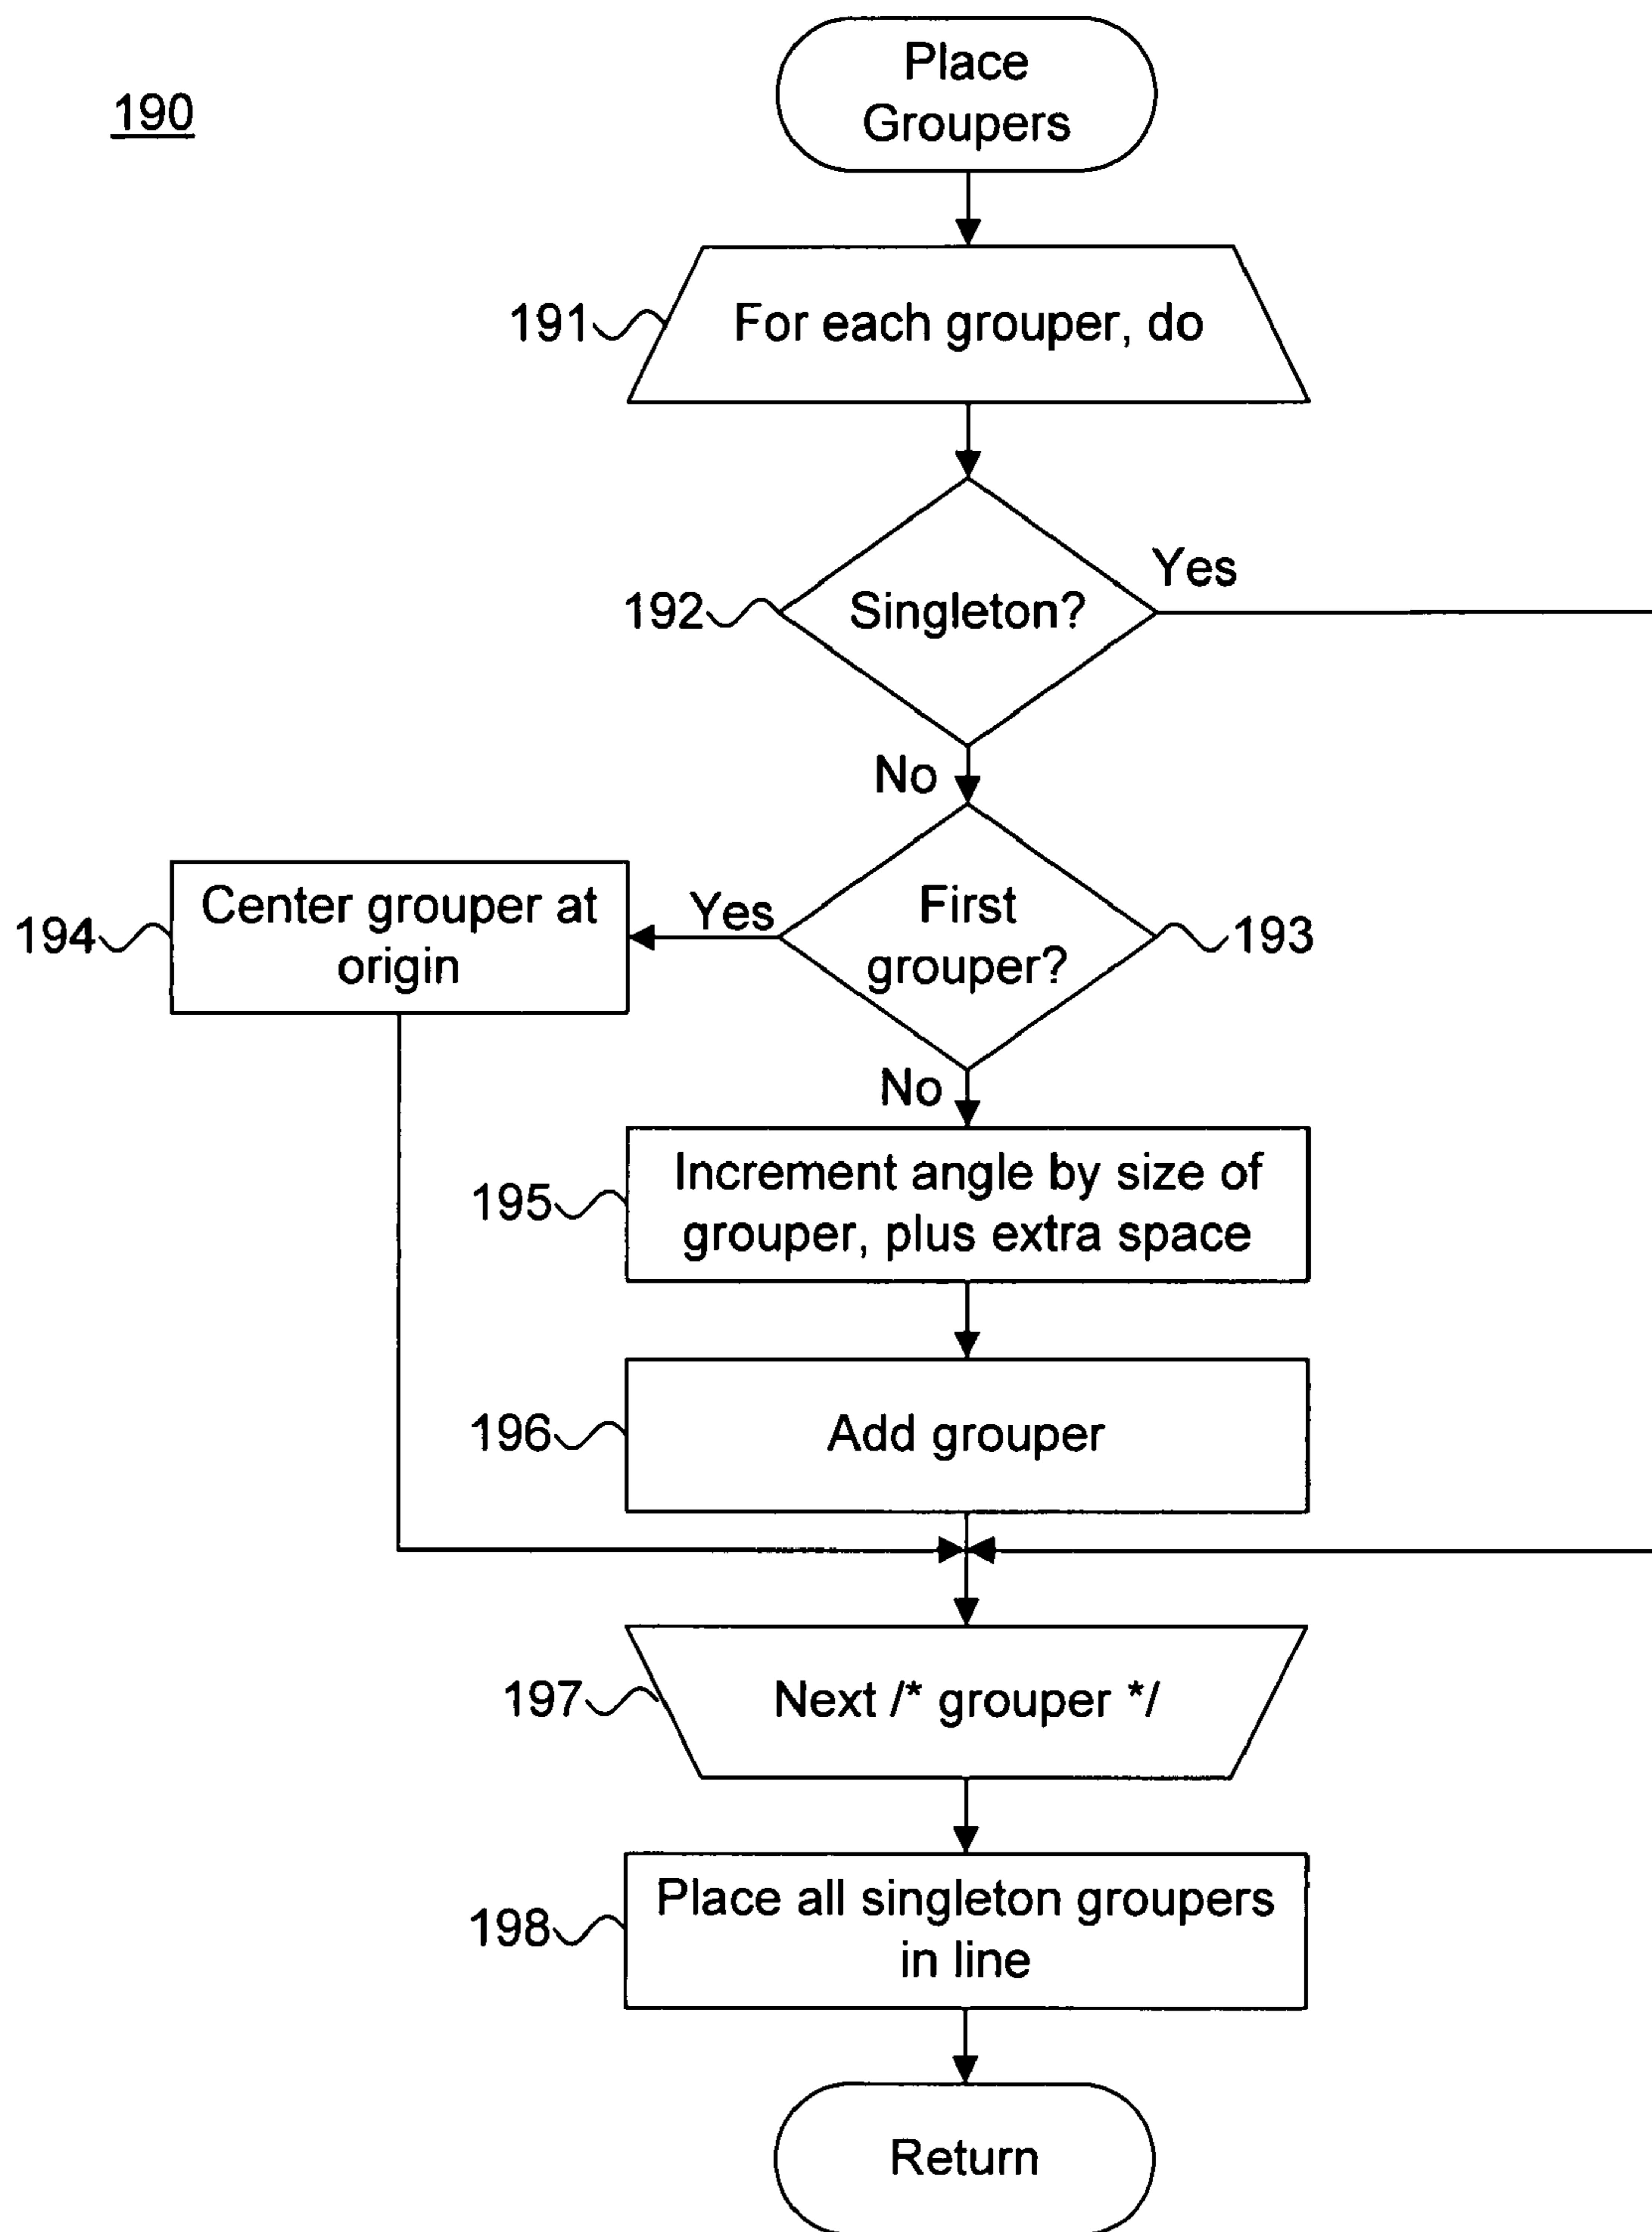 190
Place
Groupers
191
For each grouper, do
192
Singleton?
Yes
No
194
Center grouper at
origin
Yes
First
grouper?
193
No
195
Increment angle by size of
grouper, plus extra space
196
Add grouper
197
Next /* grouper */
198
Place all singleton groupers
in line
Return